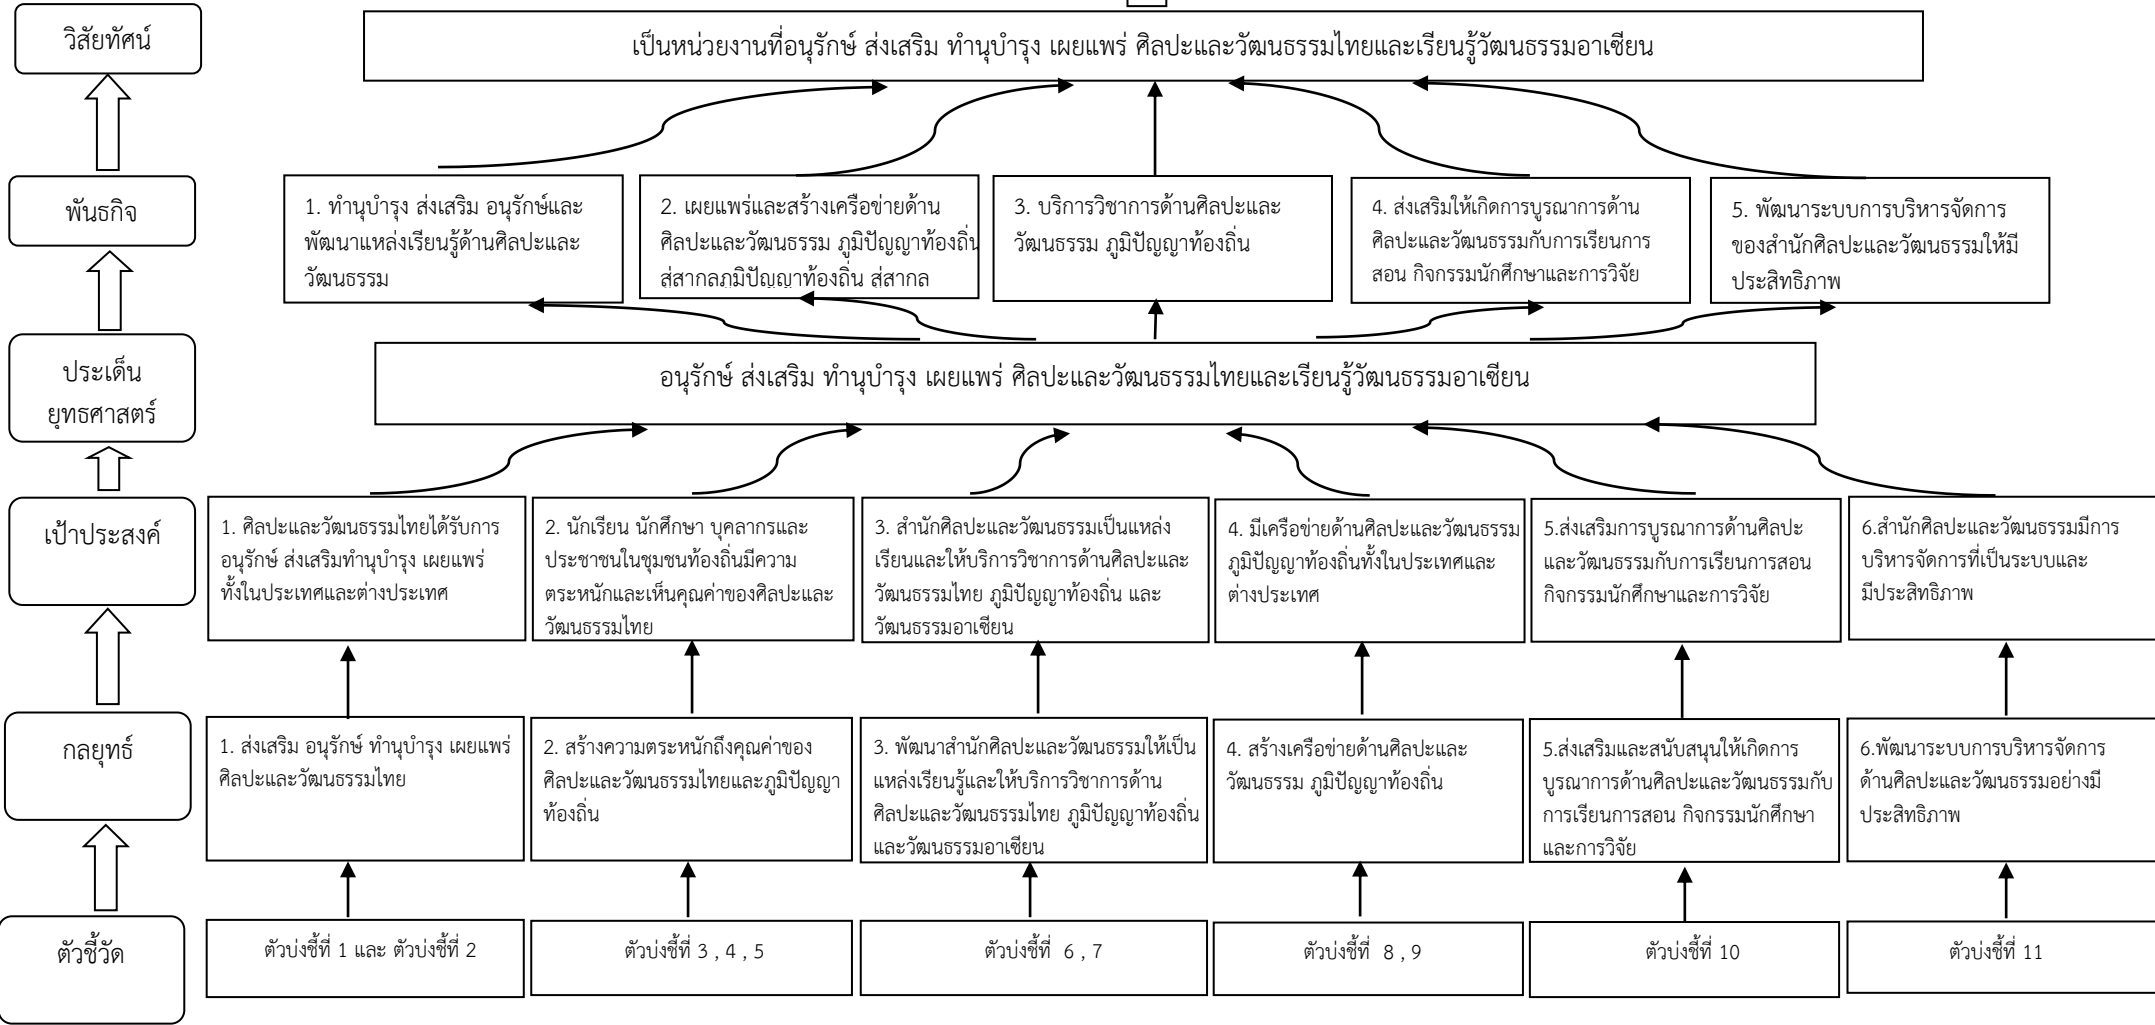 วิสัยทัศน์
เป็นหน่วยงานที่อนุรักษ์ ส่งเสริม ทำนุบำรุง เผยแพร่ ศิลปะและวัฒนธรรมไทยและเรียนรู้วัฒนธรรมอาเซียน
พันธกิจ
1. ทำนุบำรุง ส่งเสริม อนุรักษ์และ
พัฒนาแหล่งเรียนรู้ด้านศิลปะและ
วัฒนธรรม
2. เผยแพร่และสร้างเครือข่ายด้าน
ศิลปะและวัฒนธรรม ภูมิปัญญาท้องถิ่น
สู่สากลภูมิปัญญาท้องถิ่น สู่สากล
3. บริการวิชาการด้านศิลปะและ
วัฒนธรรม ภูมิปัญญาท้องถิ่น
4. ส่งเสริมให้เกิดการบูรณาการด้าน
ศิลปะและวัฒนธรรมกับการเรียนการ
สอน กิจกรรมนักศึกษาและการวิจัย
5. พัฒนาระบบการบริหารจัดการ
ของสำนักศิลปะและวัฒนธรรมให้มี
ประสิทธิภาพ
ประเด็น
ยุทธศาสตร์
อนุรักษ์ ส่งเสริม ทำนุบำรุง เผยแพร่ ศิลปะและวัฒนธรรมไทยและเรียนรู้วัฒนธรรมอาเซียน
เป้าประสงค์
1. ศิลปะและวัฒนธรรมไทยได้รับการ
อนุรักษ์ ส่งเสริมทำนุบำรุง เผยแพร่
ทั้งในประเทศและต่างประเทศ
2. นักเรียน นักศึกษา บุคลากรและ
ประชาชนในชุมชนท้องถิ่นมีความ
ตระหนักและเห็นคุณค่าของศิลปะและ
วัฒนธรรมไทย
3. สำนักศิลปะและวัฒนธรรมเป็นแหล่ง
เรียนและให้บริการวิชาการด้านศิลปะและ
วัฒนธรรมไทย ภูมิปัญญาท้องถิ่น และ
วัฒนธรรมอาเซียน
4. มีเครือข่ายด้านศิลปะและวัฒนธรรม
ภูมิปัญญาท้องถิ่นทั้งในประเทศและ
ต่างประเทศ
5.ส่งเสริมการบูรณาการด้านศิลปะ
และวัฒนธรรมกับการเรียนการสอน
กิจกรรมนักศึกษาและการวิจัย
6.สำนักศิลปะและวัฒนธรรมมีการ
บริหารจัดการที่เป็นระบบและ
มีประสิทธิภาพ
กลยุทธ์
1. ส่งเสริม อนุรักษ์ ทำนุบำรุง เผยแพร่
ศิลปะและวัฒนธรรมไทย
2. สร้างความตระหนักถึงคุณค่าของ
ศิลปะและวัฒนธรรมไทยและภูมิปัญญา
ท้องถิ่น
3. พัฒนาสำนักศิลปะและวัฒนธรรมให้เป็น
แหล่งเรียนรู้และให้บริการวิชาการด้าน
ศิลปะและวัฒนธรรมไทย ภูมิปัญญาท้องถิ่น
และวัฒนธรรมอาเซียน
4. สร้างเครือข่ายด้านศิลปะและ
วัฒนธรรม ภูมิปัญญาท้องถิ่น
5.ส่งเสริมและสนับสนุนให้เกิดการ
บูรณาการด้านศิลปะและวัฒนธรรมกับ
การเรียนการสอน กิจกรรมนักศึกษา
และการวิจัย
6.พัฒนาระบบการบริหารจัดการ
ด้านศิลปะและวัฒนธรรมอย่างมี
ประสิทธิภาพ
ตัวชี้วัด
ตัวบ่งชี้ที่ 1 และ ตัวบ่งชี้ที่ 2
ตัวบ่งชี้ที่ 3 , 4 , 5
ตัวบ่งชี้ที่ 6 , 7
ตัวบ่งชี้ที่ 8 , 9
ตัวบ่งชี้ที่ 10
ตัวบ่งชี้ที่ 11